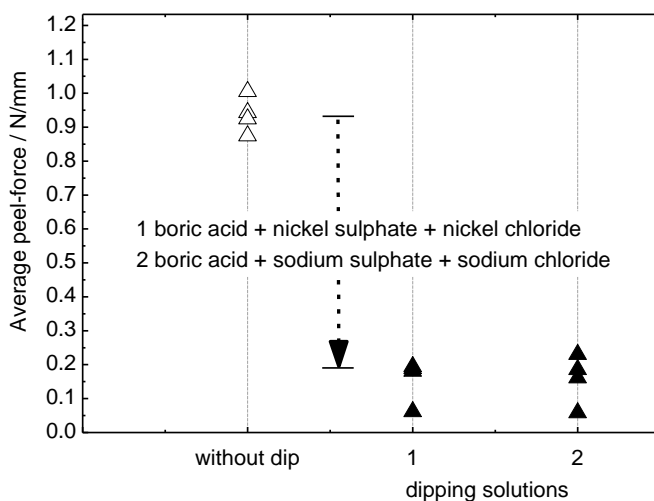 1.2
1.1
1.0
0.9
0.8
0.7
0.6
0.5
0.4
0.3
0.2
0.1
0.0
Average peel-force / N/mm
1 boric acid + nickel sulphate + nickel chloride
2 boric acid + sodium sulphate + sodium chloride
without dip 1 2
dipping solutions